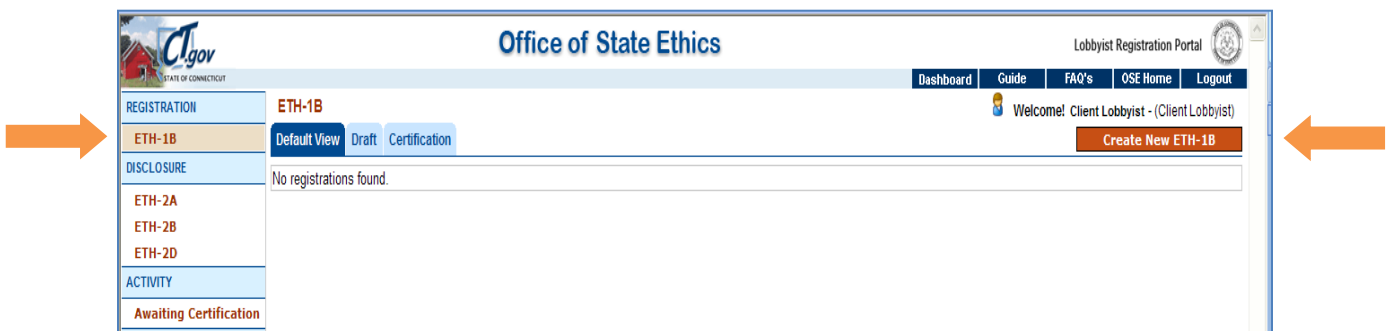 CT.gov
STATE OF CONNECTICUT
Office of State Ethics
Lobbyist Registration Portal
Dashboard Guide FAQ's OSE Home Logout
REGISTRATION
ETH-1B
DISCLOSURE
ETH-2A
ETH-2B
ETH-2D
ACTIVITY
Awaiting Certification
ETH-1B
Welcome! Client Lobbyist - (Client Lobbyist)
Default View Draft Certification
Create New ETH-1B
No registrations found.